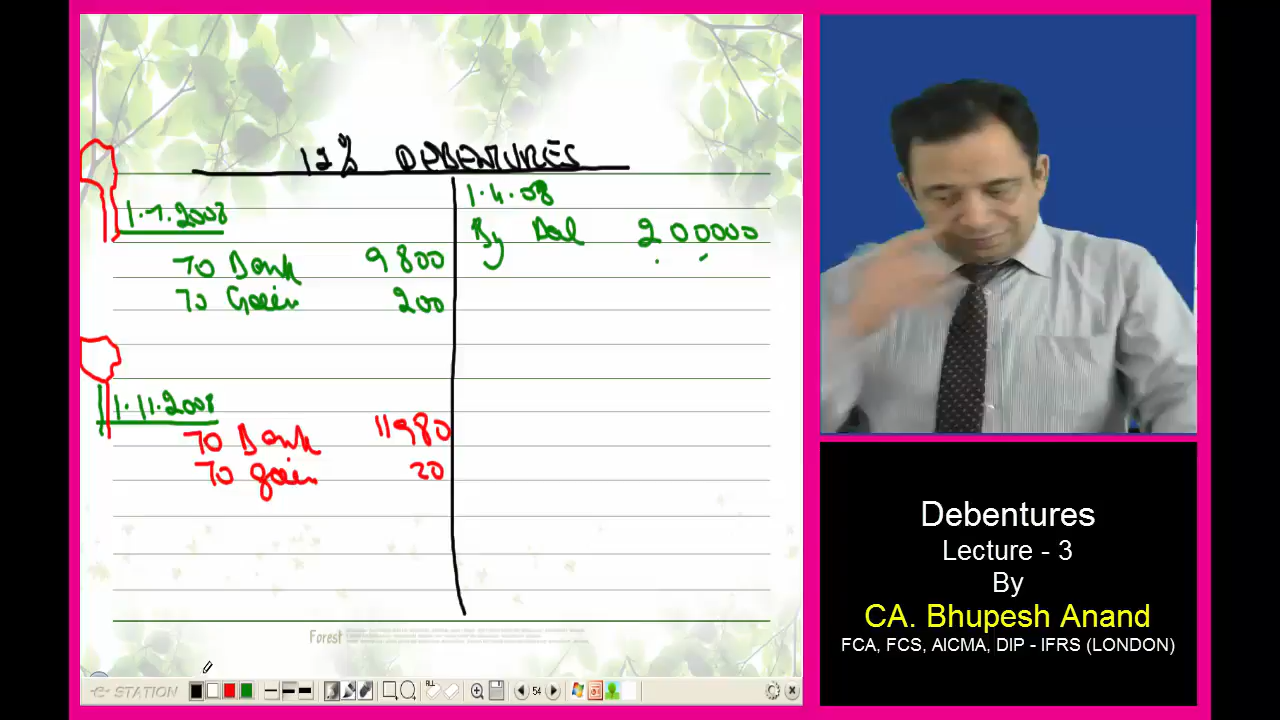 12% DEBENTURES
1.7.2008
To Bank 9800
To Gain 200
1.11.2008
To Bank 11980
To gain 20
1.4.08
By Bal 200000
Forest
e-STATION
ALL
54
Debentures
Lecture - 3
By
CA. Bhupesh Anand
FCA, FCS, AICMA, DIP - IFRS (LONDON)